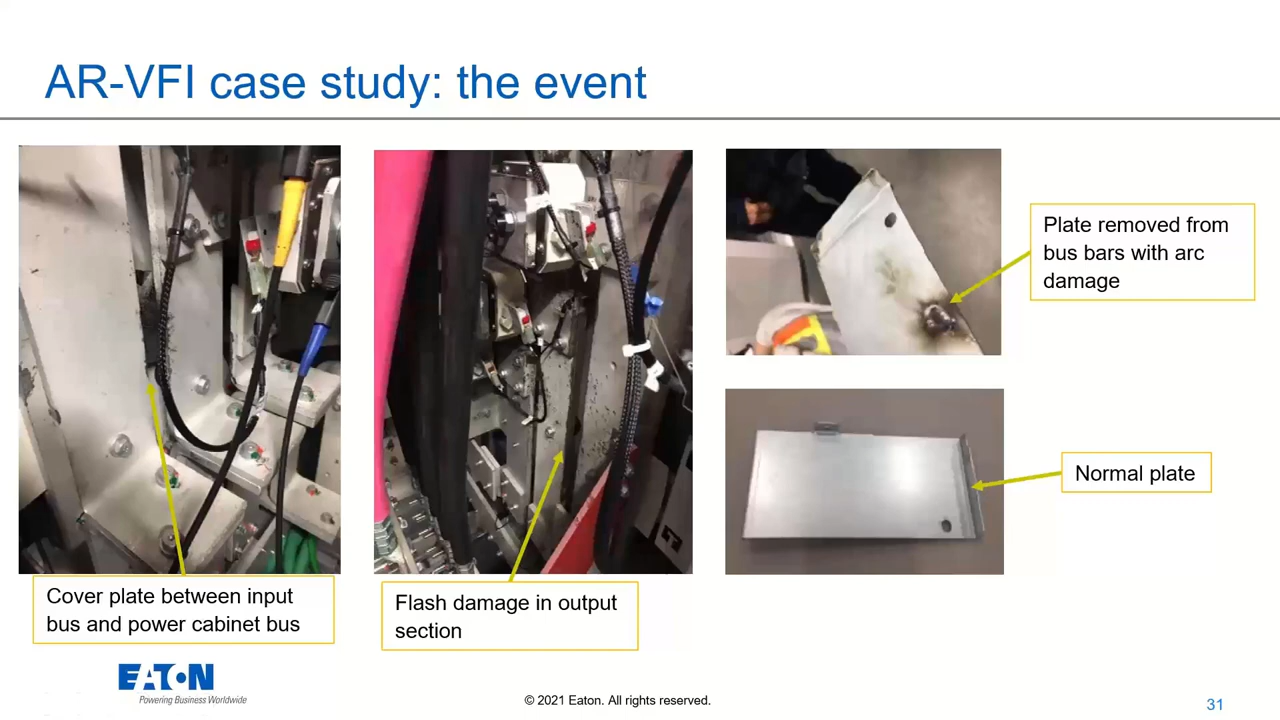 AR-VFI case study: the event
Plate removed from
bus bars with arc
damage
Normal plate
Cover plate between input
bus and power cabinet bus
Flash damage in output
section
EATON
Powering Business Worldwide
© 2021 Eaton. All rights reserved.
31